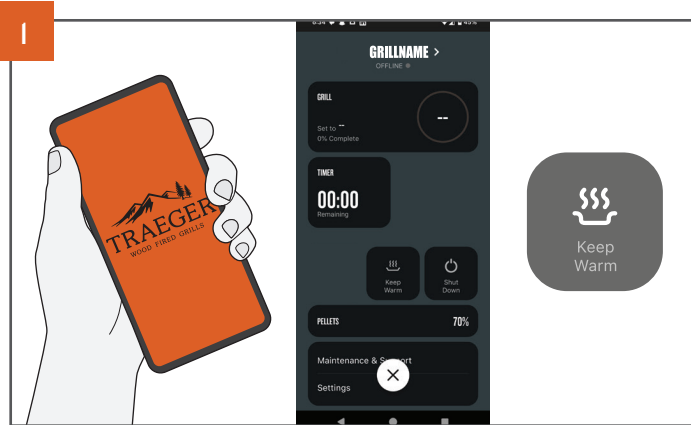 1
TRAEGER
WOOD FIRED GRILLS
GRILLNAME >
OFFLINE
GRILL
--
Set to --
0% Complete
TIMER
00:00
Remaining
Keep
Warm
Shut
Down
PELLETS 70%
Maintenance & Support
Settings
Keep
Warm